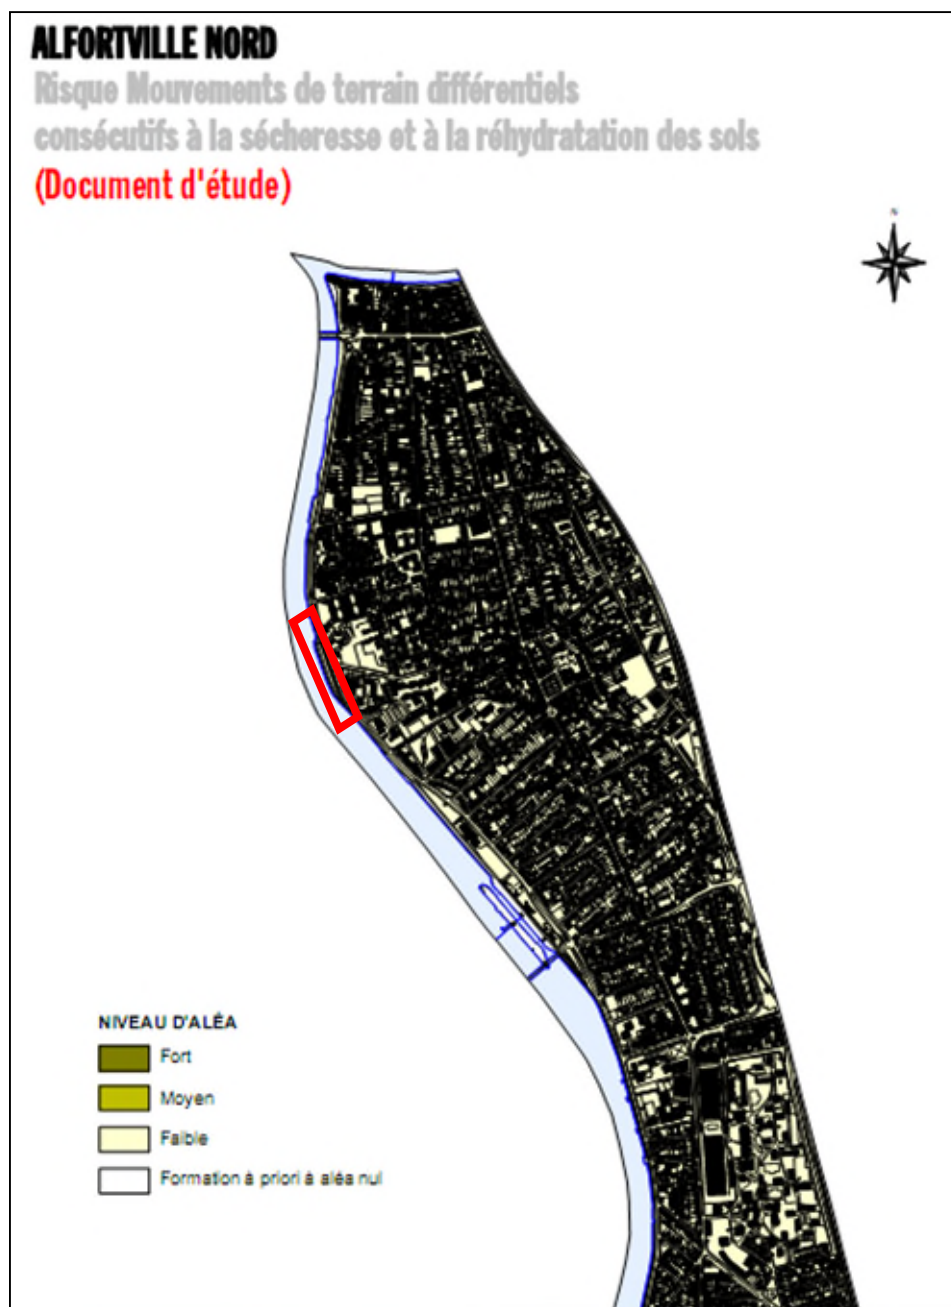 ALFORTVILLE NORD
Risque Mouvements de terrain différentiels
consécutifs à la sécheresse et à la réhydratation des sols
(Document d'étude)
N
NIVEAU D'ALÉA
Fort
Moyen
Faible
Formation à priori à aléa nul